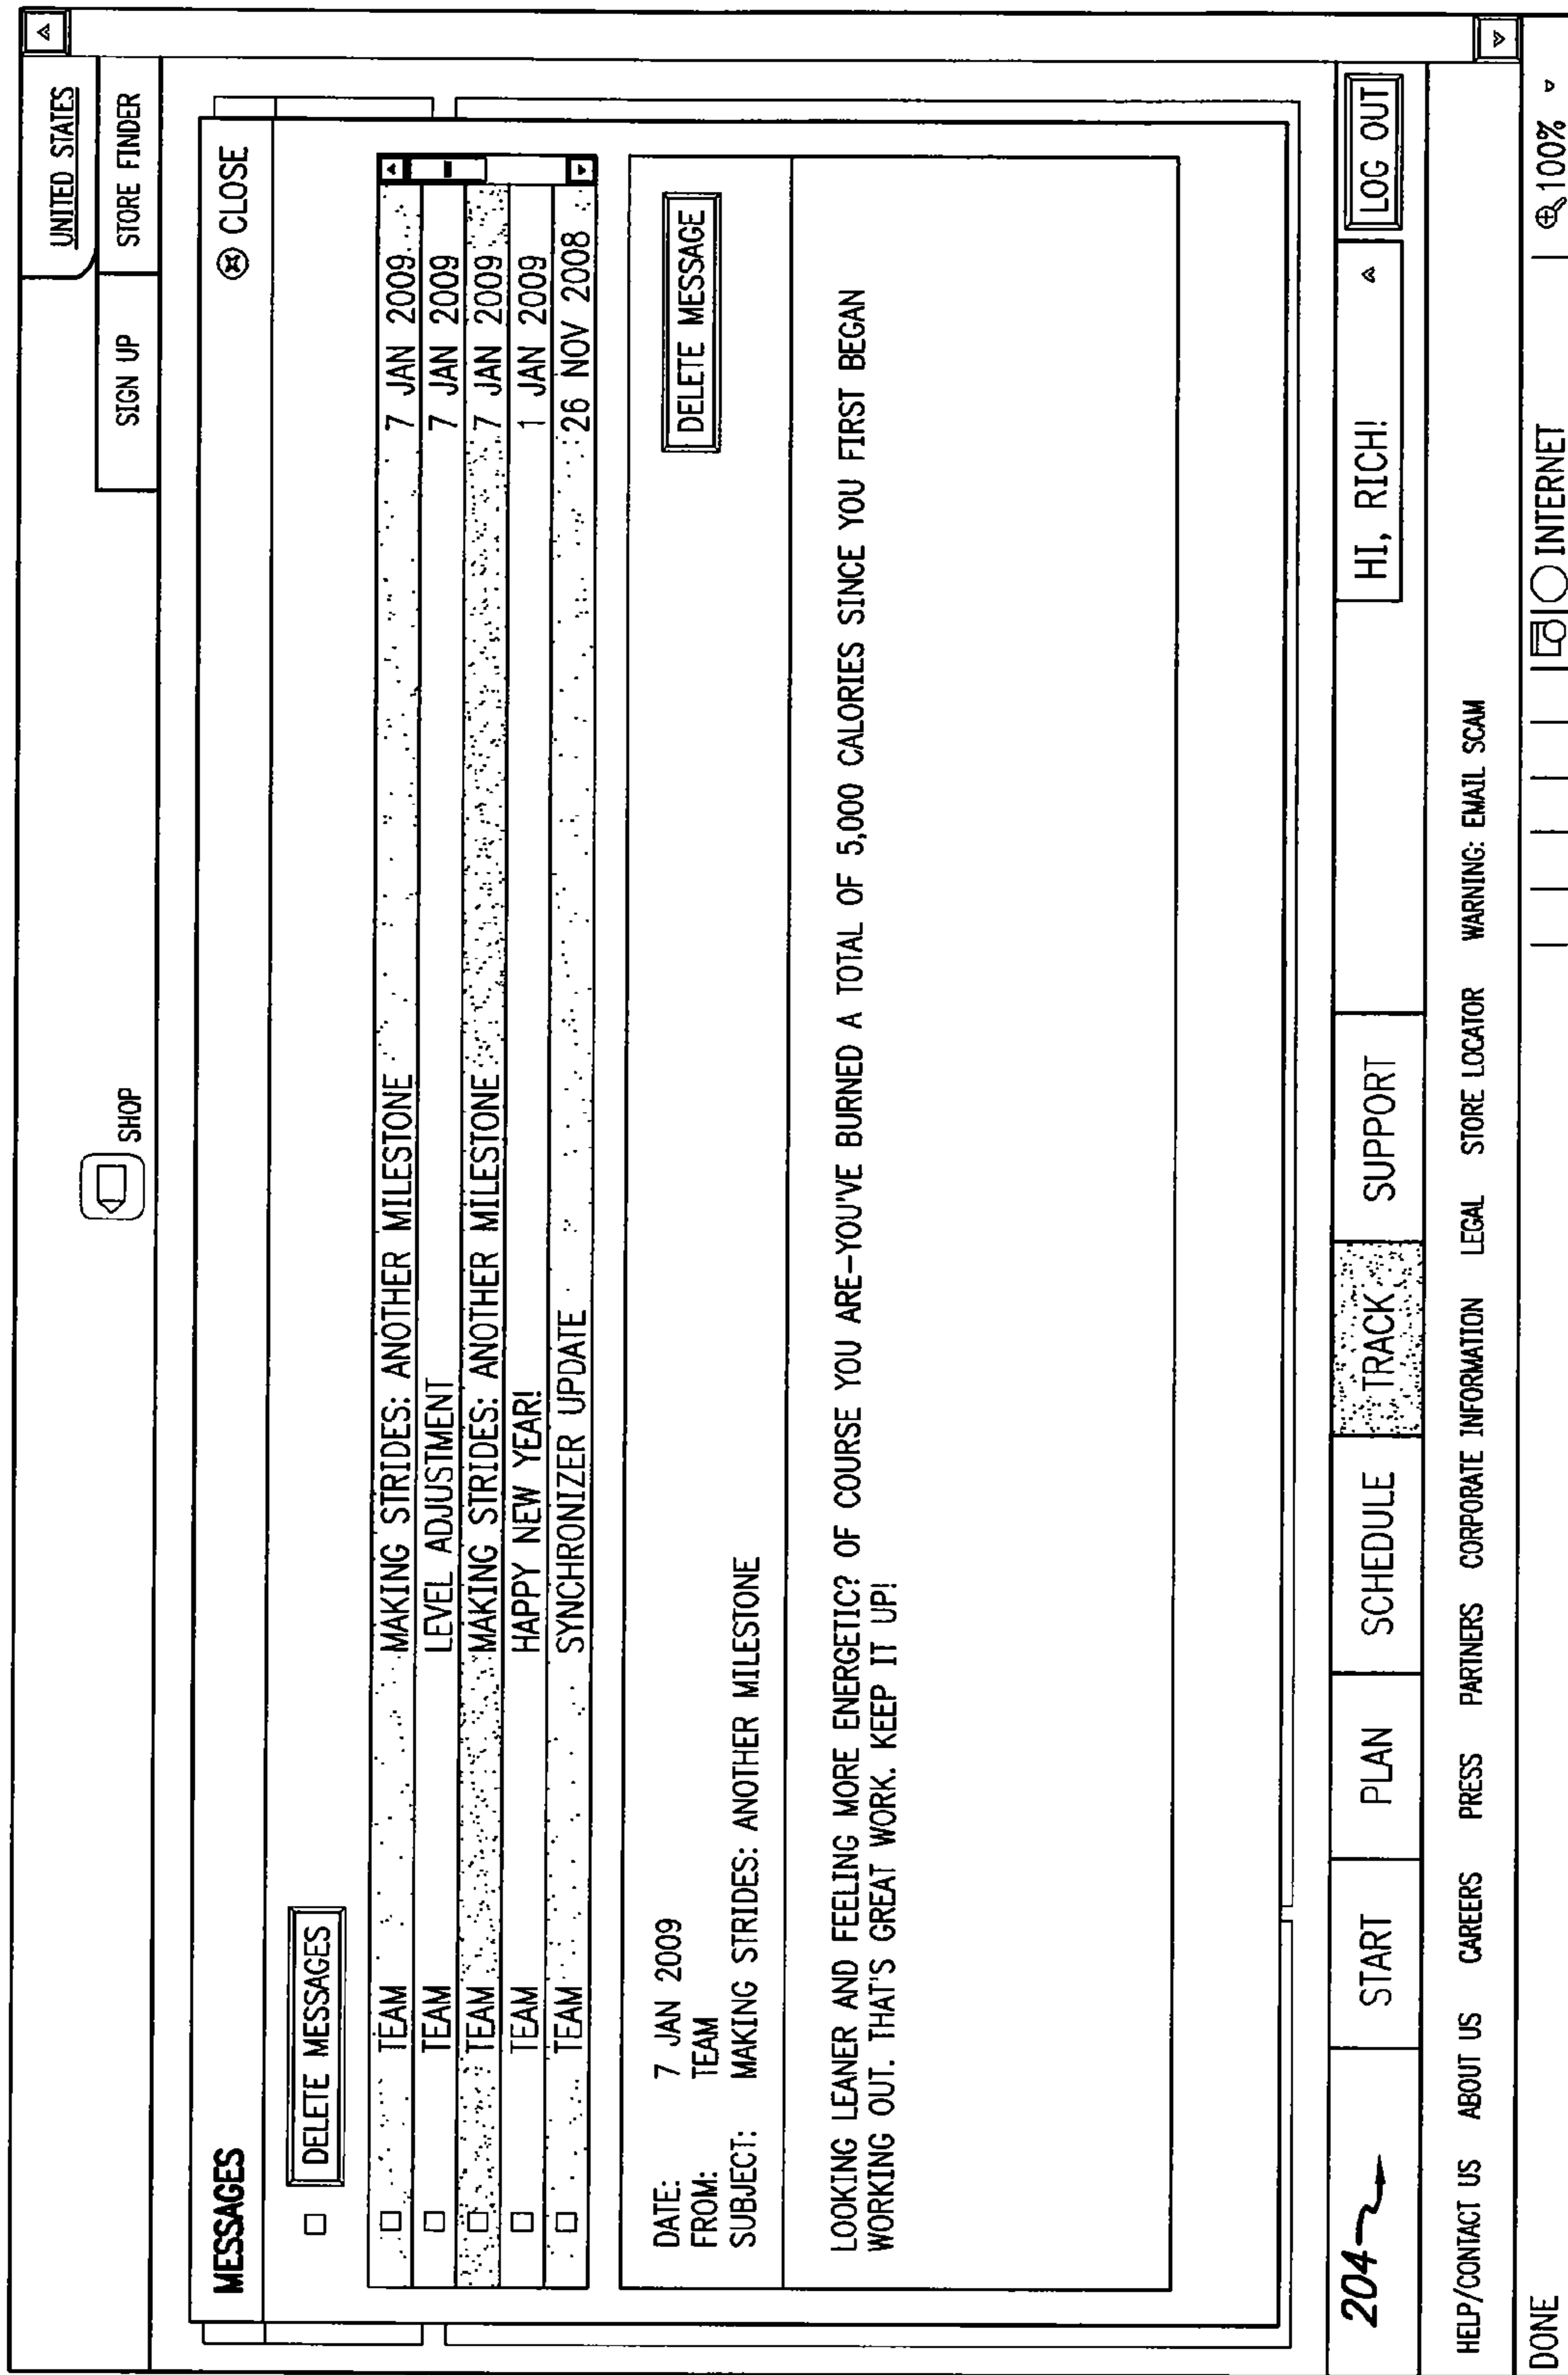 UNITED STATES
SHOP
SIGN UP
STORE FINDER
MESSAGES
CLOSE
DELETE MESSAGES
TEAM MAKING STRIDES: ANOTHER MILESTONE 7 JAN 2009
TEAM LEVEL ADJUSTMENT 7 JAN 2009
TEAM MAKING STRIDES: ANOTHER MILESTONE 7 JAN 2009
TEAM HAPPY NEW YEAR! 1 JAN 2009
TEAM SYNCHRONIZER UPDATE 26 NOV 2008
DATE: 7 JAN 2009
FROM: TEAM
SUBJECT: MAKING STRIDES: ANOTHER MILESTONE
DELETE MESSAGE
LOOKING LEANER AND FEELING MORE ENERGETIC? OF COURSE YOU ARE-YOU'VE BURNED A TOTAL OF 5,000 CALORIES SINCE YOU FIRST BEGAN
WORKING OUT. THAT'S GREAT WORK. KEEP IT UP!
204 START PLAN SCHEDULE TRACK SUPPORT HI, RICH! LOG OUT
HELP/CONTACT US ABOUT US CAREERS PRESS PARTNERS CORPORATE INFORMATION LEGAL STORE LOCATOR WARNING: EMAIL SCAM
DONE INTERNET 100%